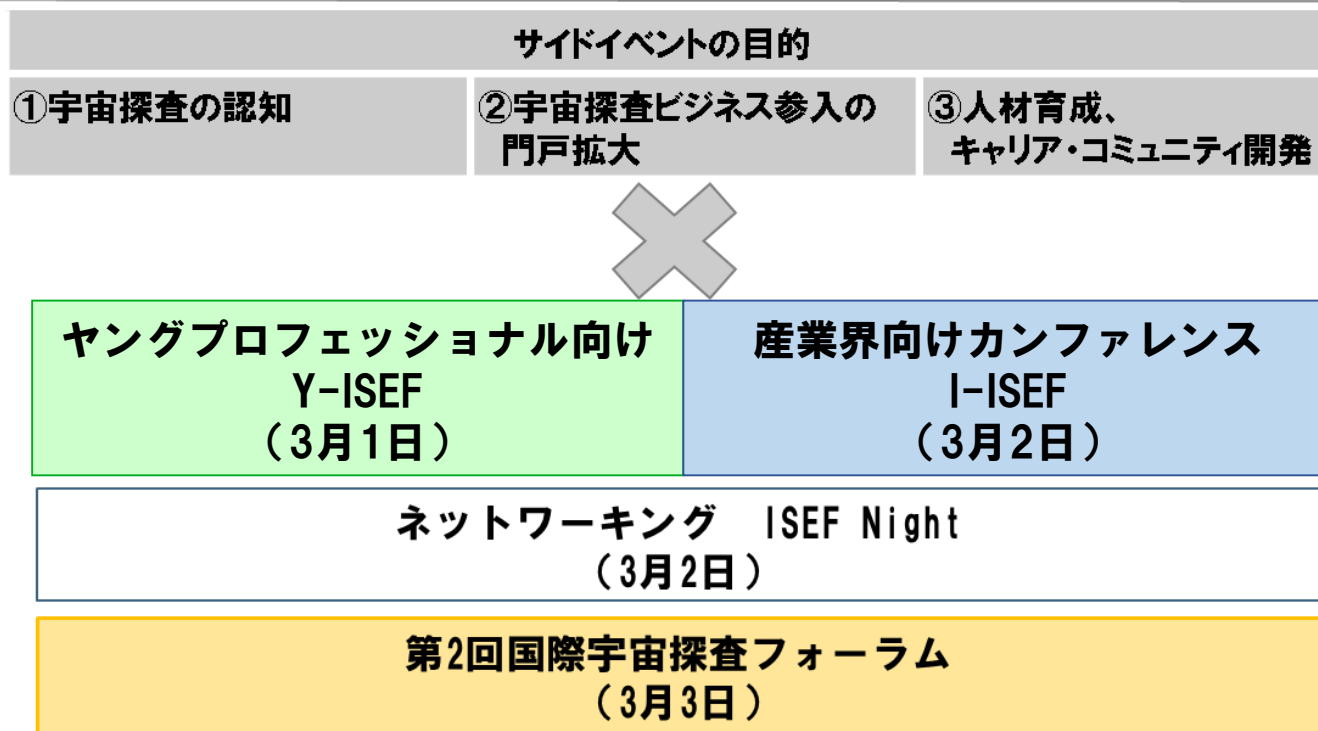 サイドイベントの目的
①宇宙探査の認知
②宇宙探査ビジネス参入の
門戸拡大
③人材育成、
キャリア・コミュニティ開発
ヤングプロフェッショナル向け
Y-ISEF
(3月1日)
産業界向けカンファレンス
I-ISEF
(3月2日)
ネットワーキング ISEF Night
(3月2日)
第2回国際宇宙探査フォーラム
(3月3日)